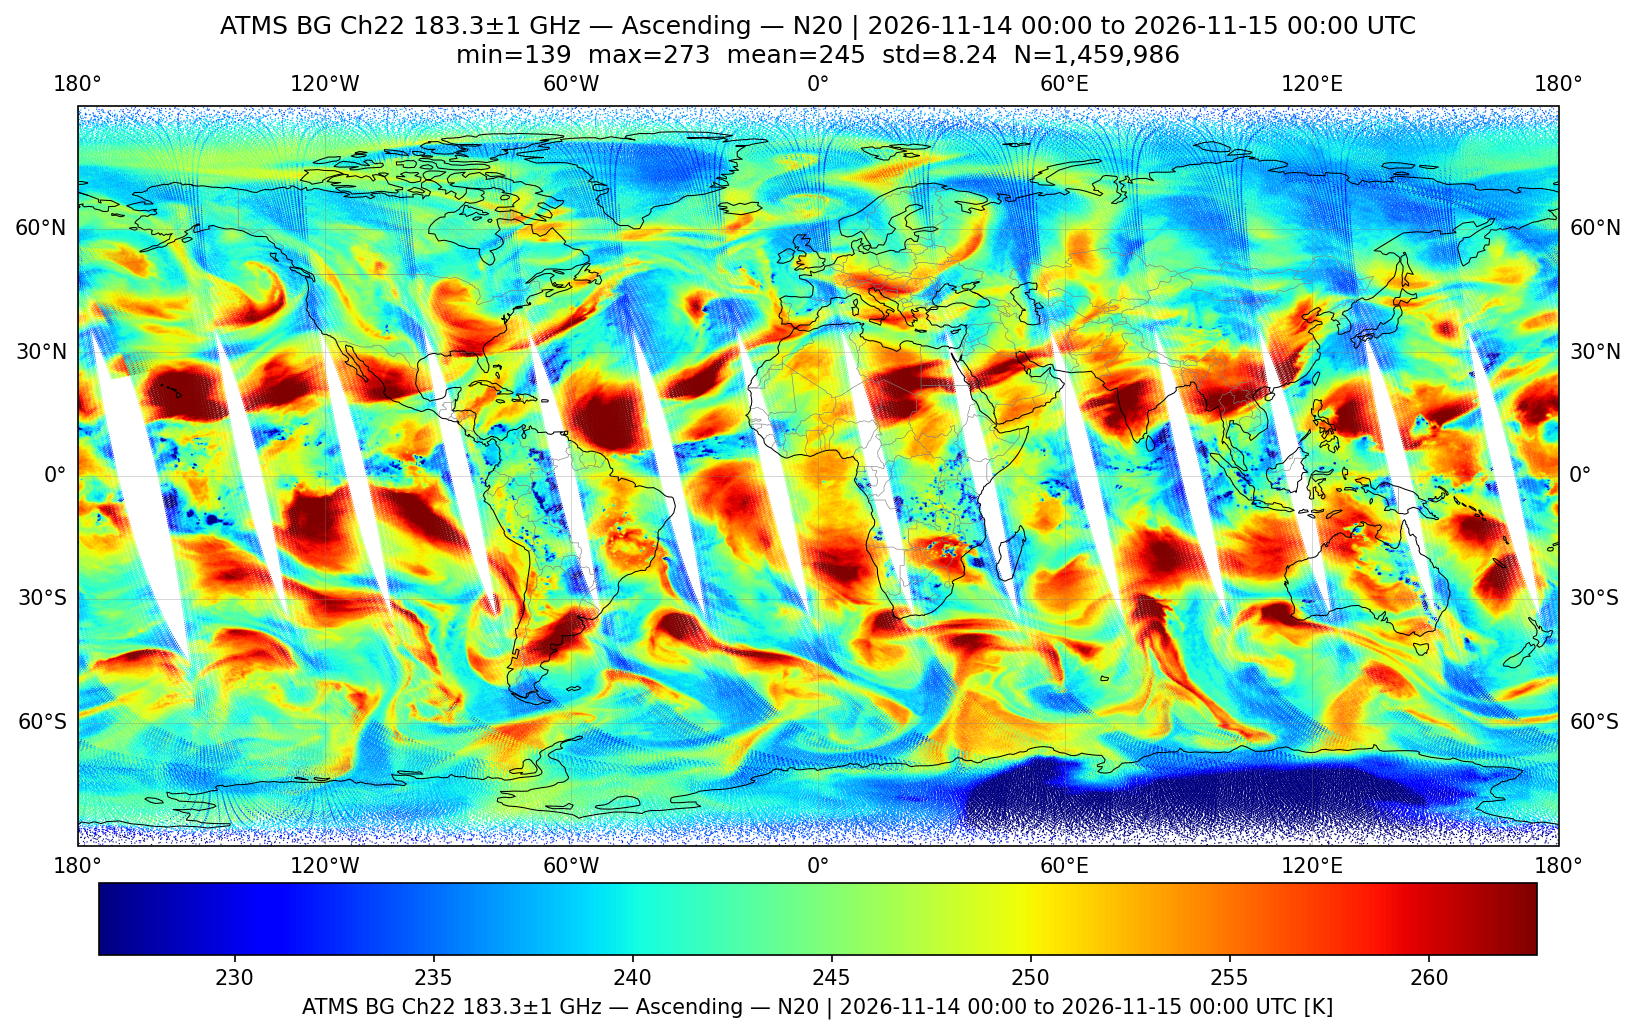 ATMS BG Ch22 183.3±1 GHz — Ascending — N20 | 2026-11-14 00:00 to 2026-11-15 00:00 UTC
min=139 max=273 mean=245 std=8.24 N=1,459,986
180° 120°W 60°W 0° 60°E 120°E 180°
60°N 60°N
30°N 30°N
0° 0°
30°S 30°S
60°S 60°S
180° 120°W 60°W 0° 60°E 120°E 180°
230 235 240 245 250 255 260
ATMS BG Ch22 183.3±1 GHz — Ascending — N20 | 2026-11-14 00:00 to 2026-11-15 00:00 UTC [K]